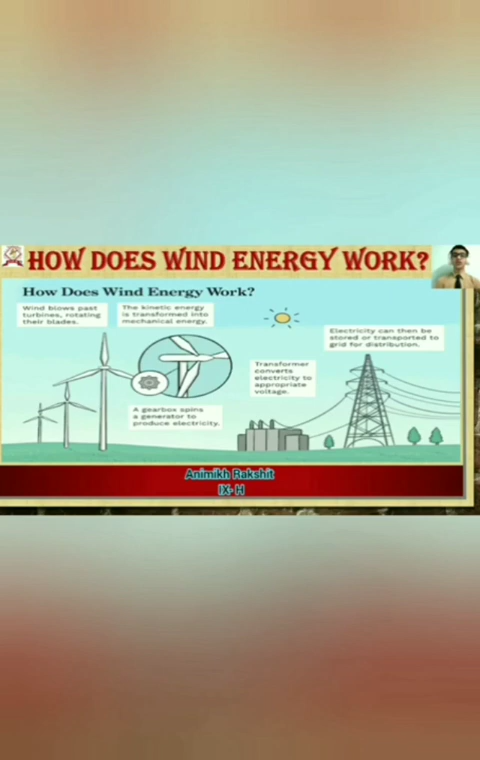 HOW DOES WIND ENERGY WORK?
How Does Wind Energy Work?
Wind blows past
turbines, rotating
their blades.
The kinetic energy
is transformed into
mechanical energy.
Electricity can then be
stored or transported to
grid for distribution.
Transformer
converts
electricity to
appropriate
voltage.
A gearbox spins
a generator to
produce electricity.
Animikh Rakshit
IX- H